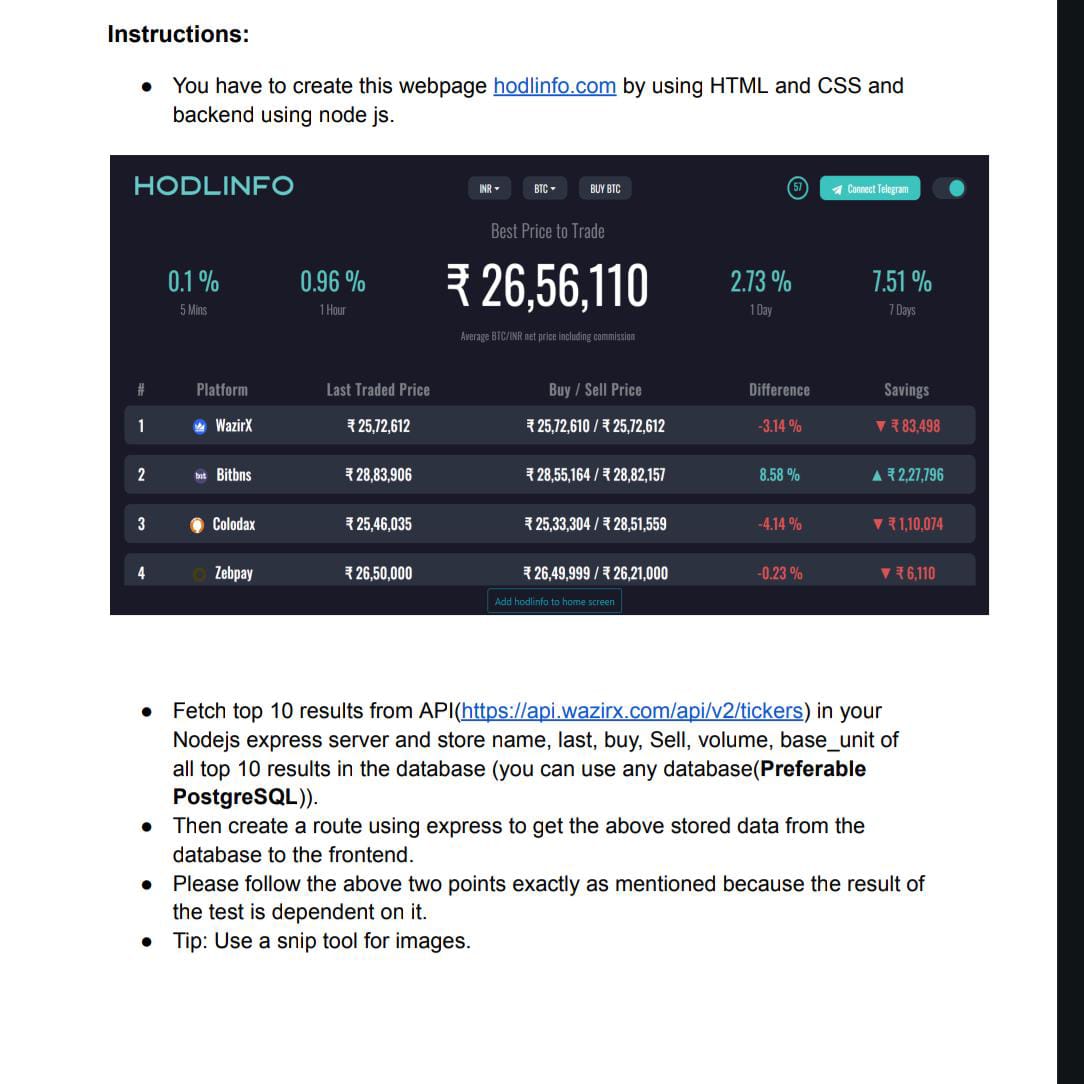 Instructions:
● You have to create this webpage hodlinfo.com by using HTML and CSS and
backend using node js.
HODLINFO INR BTC BUY BTC 57 Connect Telegram
Best Price to Trade
0.1 % 0.96 % ₹ 26,56,110 2.73 % 7.51 %
5 Mins 1 Hour 1 Day 7 Days
Average BTC/INR net price including commission
# Platform Last Traded Price Buy / Sell Price Difference Savings
1 WazirX ₹ 25,72,612 ₹ 25,72,610 / ₹ 25,72,612 -3.14 % ▼ ₹ 83,498
2 Bitbns ₹ 28,83,906 ₹ 28,55,164 / ₹ 28,82,157 8.58 % ▲ ₹ 2,27,796
3 Colodax ₹ 25,46,035 ₹ 25,33,304 / ₹ 28,51,559 -4.14 % ▼ ₹ 1,10,074
4 Zebpay ₹ 26,50,000 ₹ 26,49,999 / ₹ 26,21,000 -0.23 % ▼ ₹ 6,110
Add hodlinfo to home screen
● Fetch top 10 results from API(https://api.wazirx.com/api/v2/tickers) in your
Nodejs express server and store name, last, buy, Sell, volume, base_unit of
all top 10 results in the database (you can use any database(Preferable
PostgreSQL)).
● Then create a route using express to get the above stored data from the
database to the frontend.
● Please follow the above two points exactly as mentioned because the result of
the test is dependent on it.
● Tip: Use a snip tool for images.